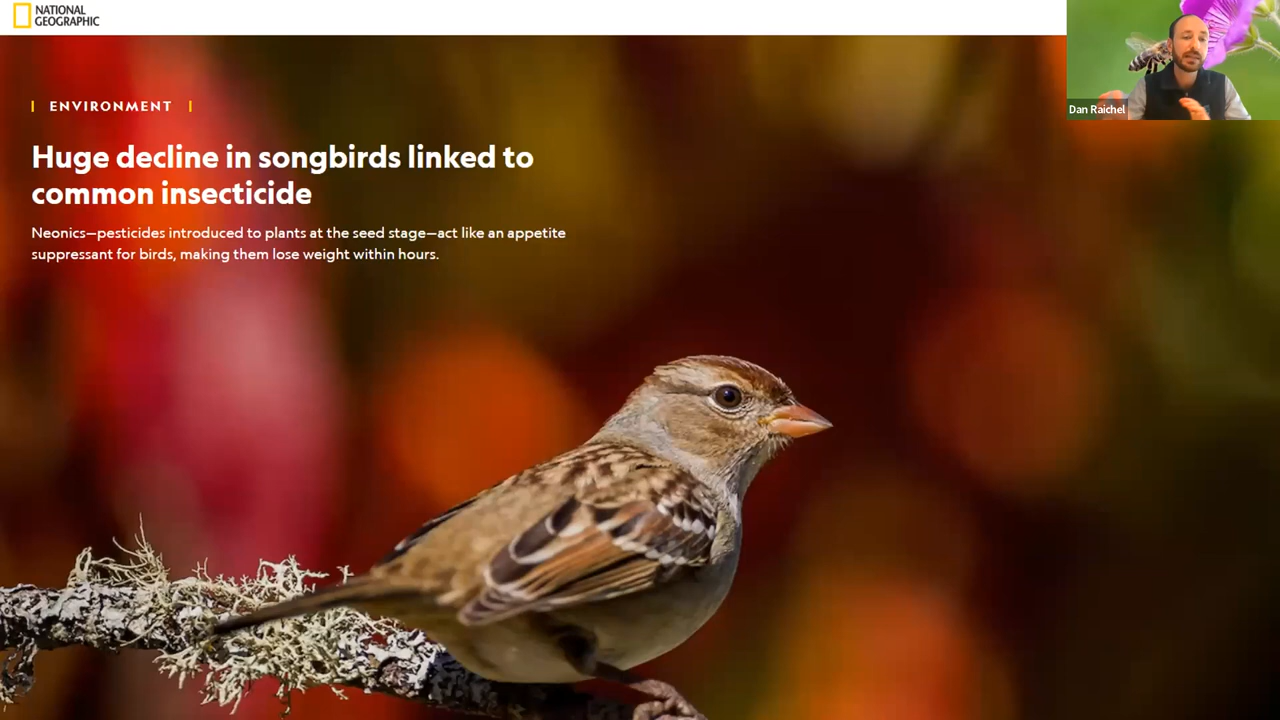 NATIONAL
GEOGRAPHIC
Dan Raichel
ENVIRONMENT
Huge decline in songbirds linked to
common insecticide
Neonics—pesticides introduced to plants at the seed stage—act like an appetite
suppressant for birds, making them lose weight within hours.